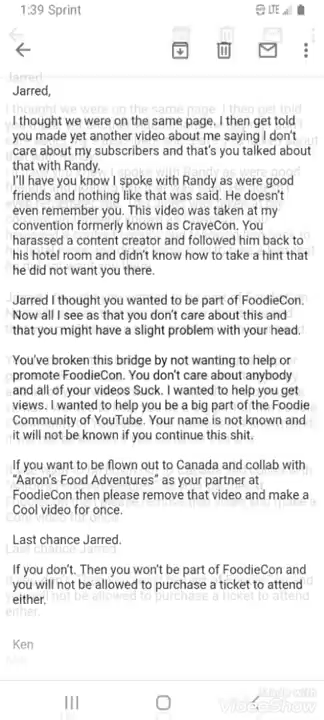 1:39 Sprint
LTE
Jarred,
I thought we were on the same page. I then get told
you made yet another video about me saying I don't
care about my subscribers and that's you talked about
that with Randy.
I'll have you know I spoke with Randy as were good
friends and nothing like that was said. He doesn't
even remember you. This video was taken at my
convention formerly known as CraveCon. You
harassed a content creator and followed him back to
his hotel room and didn't know how to take a hint that
he did not want you there.
Jarred I thought you wanted to be part of FoodieCon.
Now all I see as that you don't care about this and
that you might have a slight problem with your head.
You've broken this bridge by not wanting to help or
promote FoodieCon. You don't care about anybody
and all of your videos Suck. I wanted to help you get
views. I wanted to help you be a big part of the Foodie
Community of YouTube. Your name is not known and
it will not be known if you continue this shit.
If you want to be flown out to Canada and collab with
"Aaron's Food Adventures" as your partner at
FoodieCon then please remove that video and make a
Cool video for once.
Last chance Jarred.
If you don't. Then you won't be part of FoodieCon and
you will not be allowed to purchase a ticket to attend
either.
Ken
Made with
VideoShow